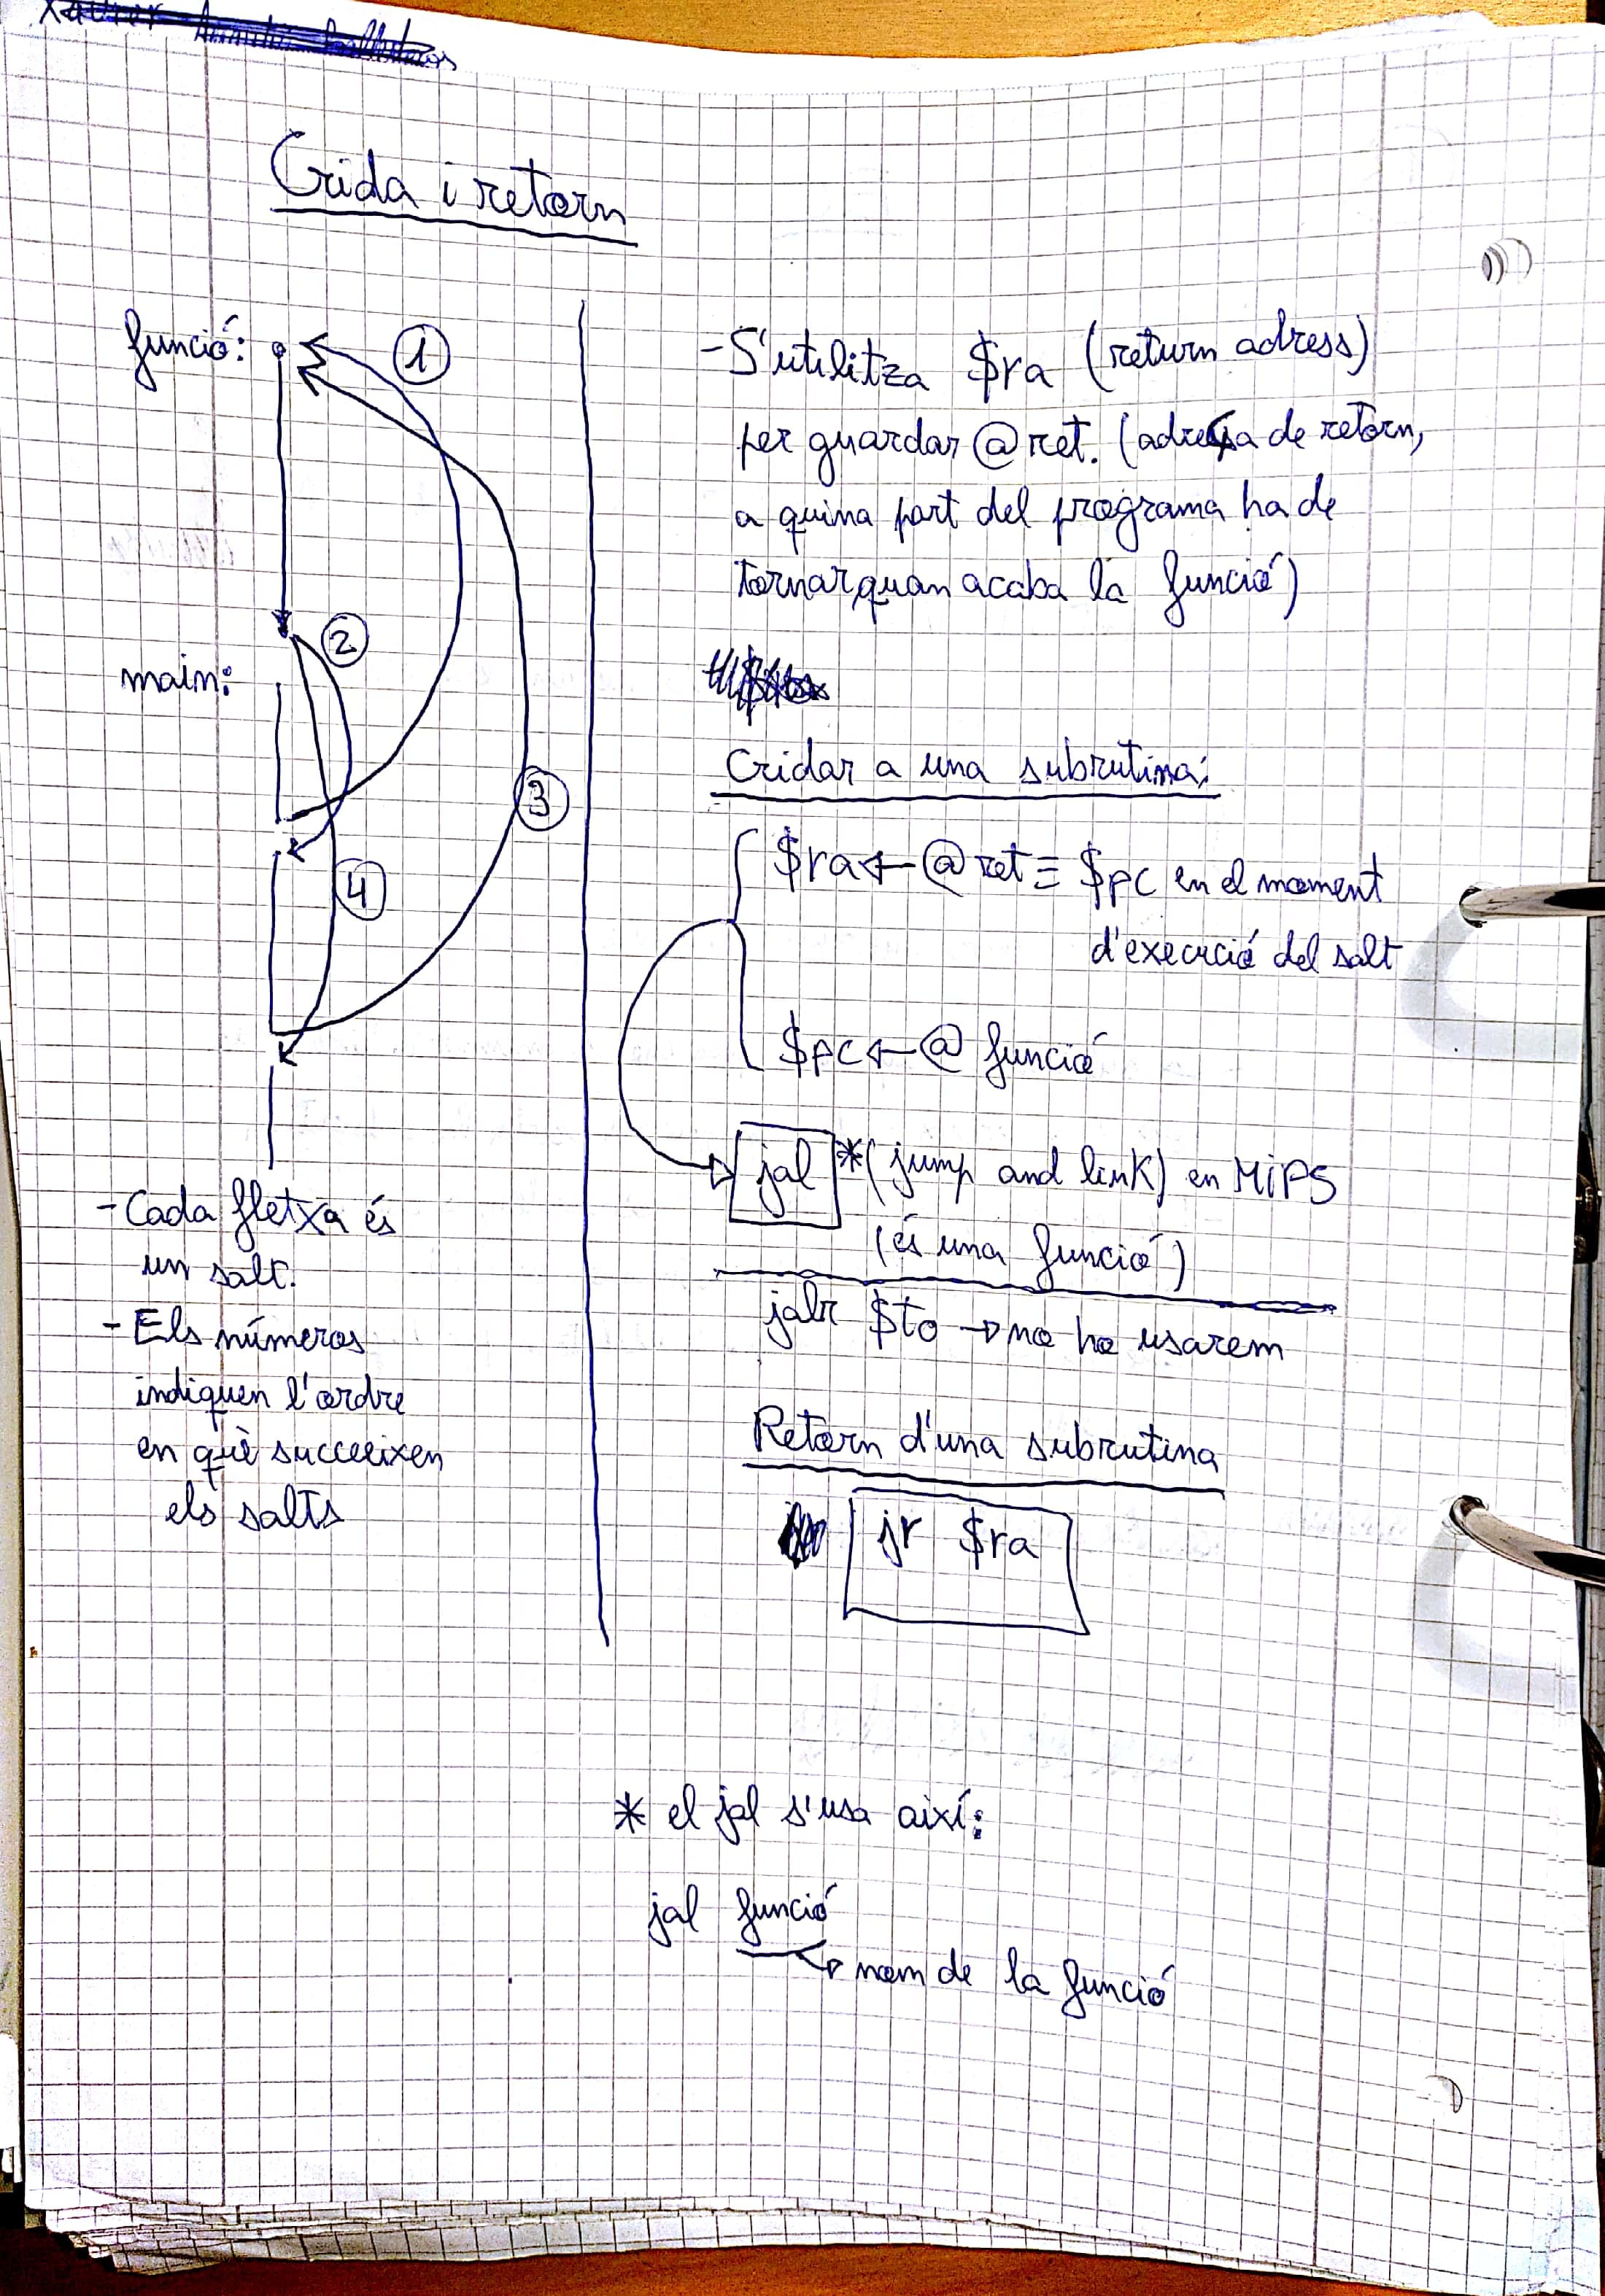 Crida i retorn
funció:
1
2
main:
3
4
- Cada fletxa és
un salt.
- Els números
indiquen l'ordre
en què succeeixen
els salts
- S'utilitza $ra (return adress)
per guardar @ret. (adreça de retorn,
a quina part del programa ha de
tornar quan acaba la funció)
Cridar a una subrutina:
$ra ← @ret ≡ $pc en el moment
d'execució del salt
$pc ← @ funció
jal *(jump and link) en MiPS
(és una funció)
jalr $t0 → no ho usarem
Retorn d'una subrutina
jr $ra
* el jal s'usa així:
jal funció
↳ nom de la funció